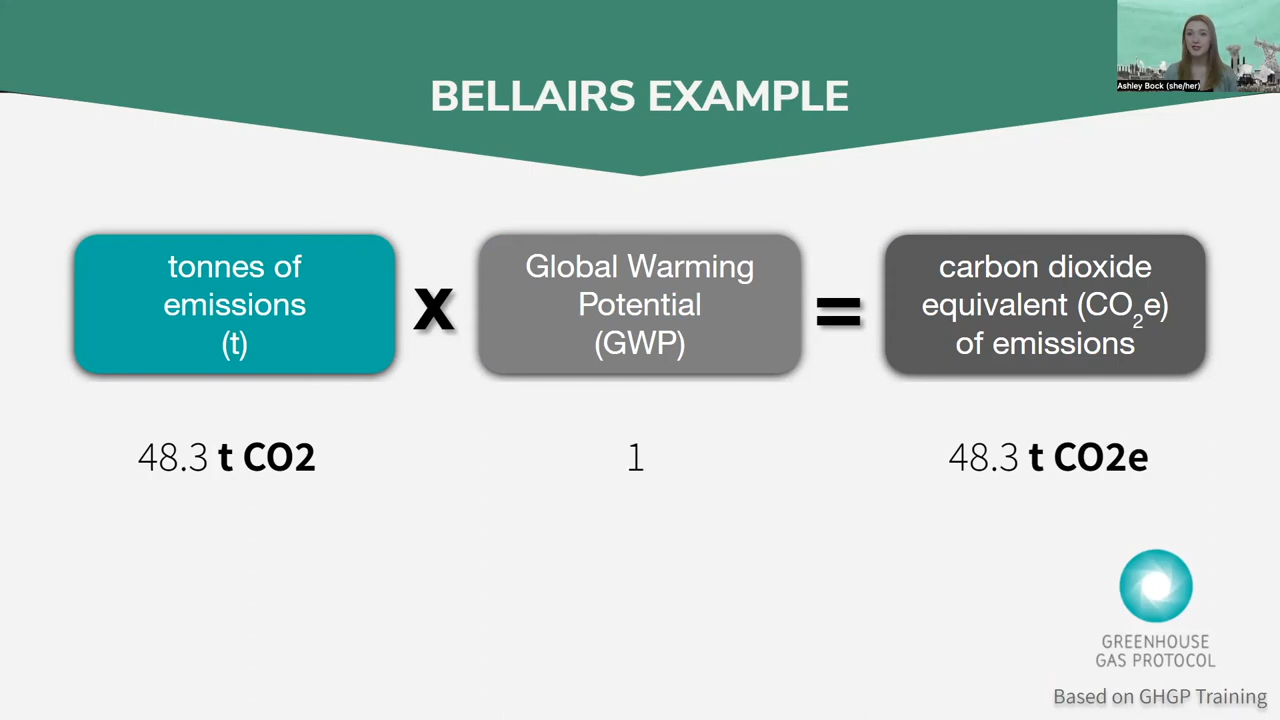 Ashley Bock (she/her)
BELLAIRS EXAMPLE
tonnes of
emissions
(t)
x
Global Warming
Potential
(GWP)
=
carbon dioxide
equivalent (CO₂e)
of emissions
48.3 t CO2
1
48.3 t CO2e
GREENHOUSE
GAS PROTOCOL
Based on GHGP Training